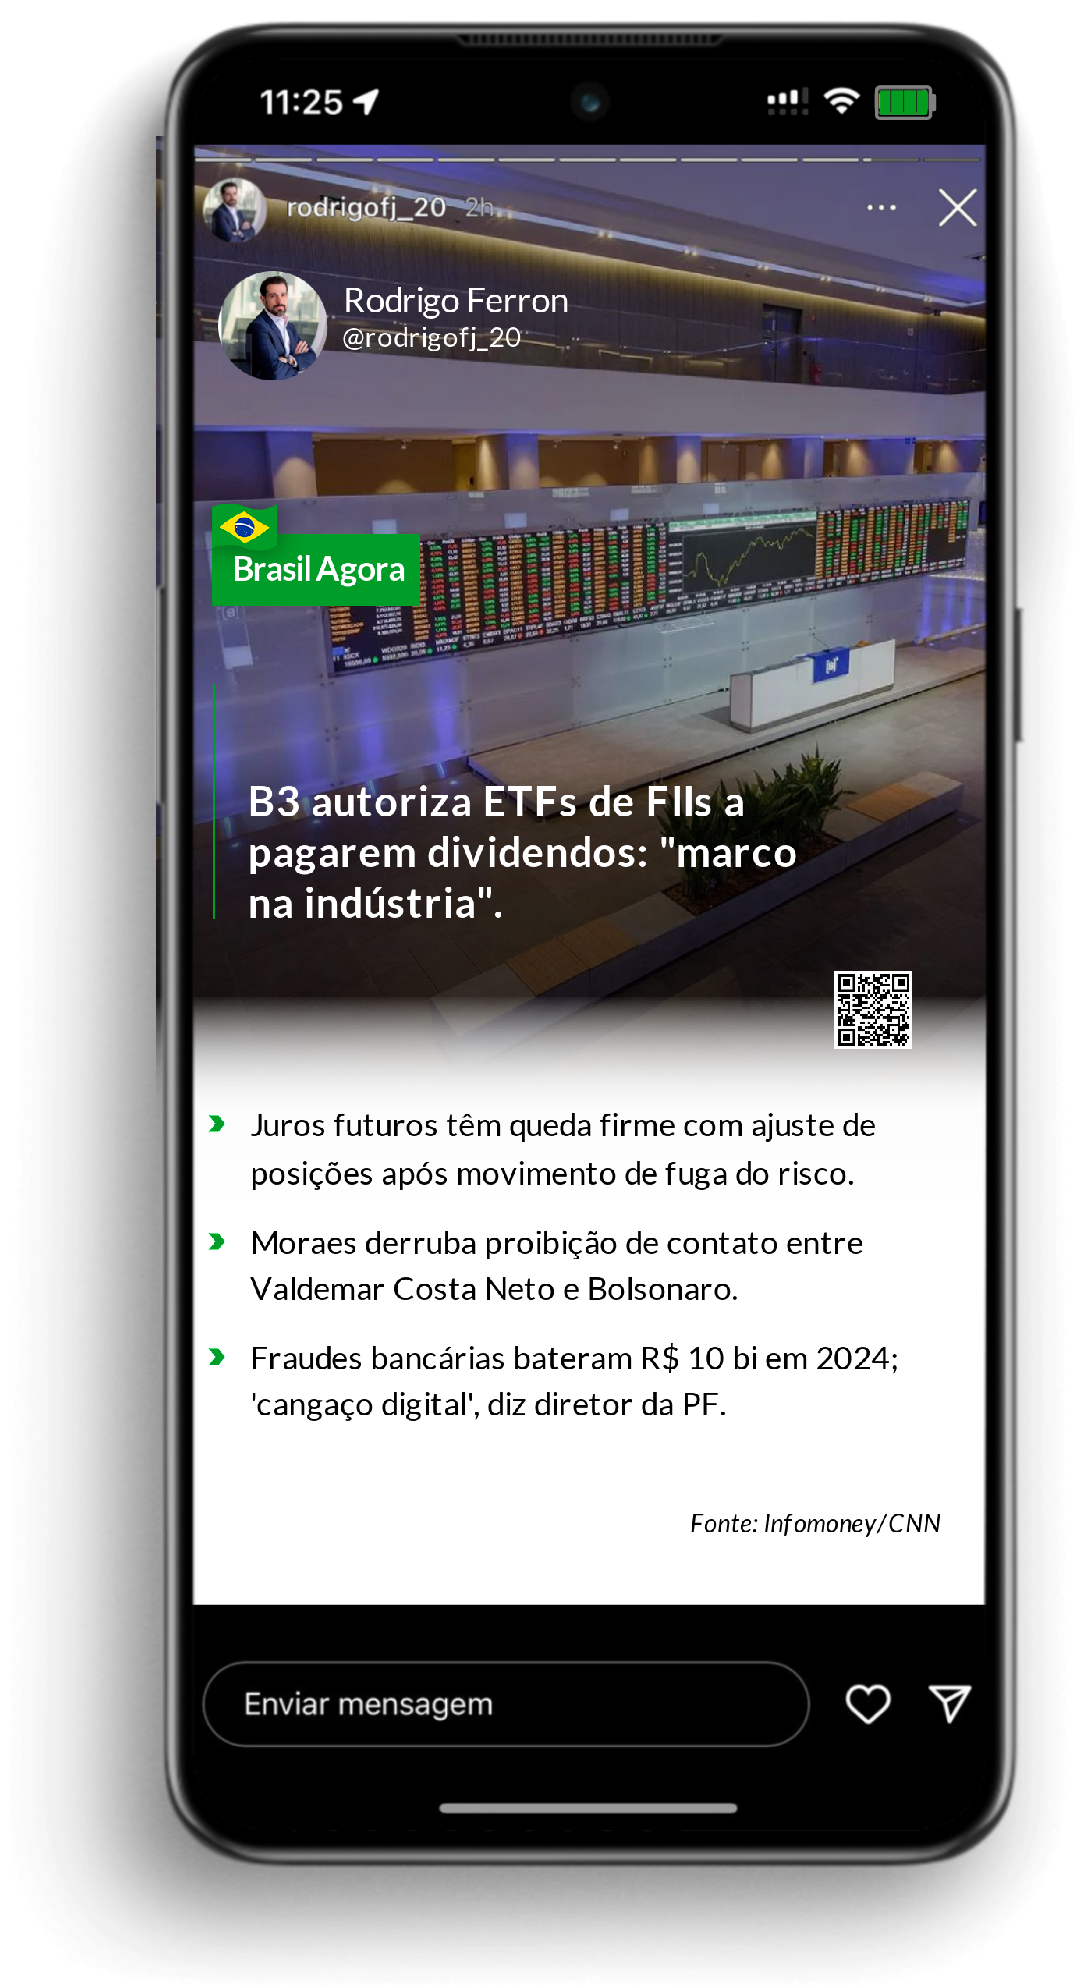 11:25
rodrigofj_20 2h
Rodrigo Ferron
@rodrigofj_20
Brasil Agora
B3 autoriza ETFs de FIIs a
pagarem dividendos: "marco
na indústria".
Juros futuros têm queda firme com ajuste de
posições após movimento de fuga do risco.
Moraes derruba proibição de contato entre
Valdemar Costa Neto e Bolsonaro.
Fraudes bancárias bateram R$ 10 bi em 2024;
'cangaço digital', diz diretor da PF.
Fonte: Infomoney/CNN
Enviar mensagem